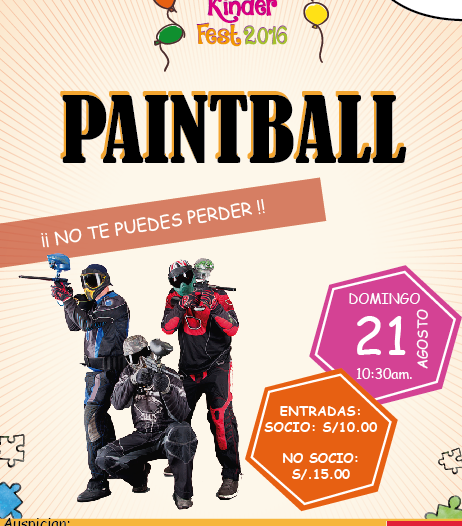 Kinder
Fest 2016
PAINTBALL
¡¡ NO TE PUEDES PERDER !!
DOMINGO
21
AGOSTO
10:30am.
ENTRADAS:
SOCIO: S/10.00
NO SOCIO:
S/.15.00
Auspician: